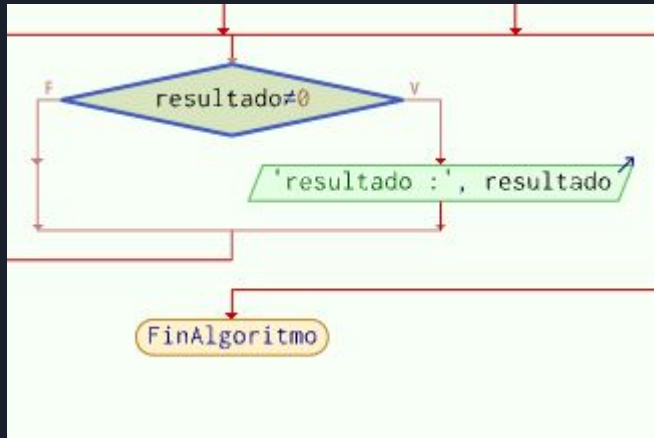 F
V
resultado≠0
'resultado :', resultado
FinAlgoritmo